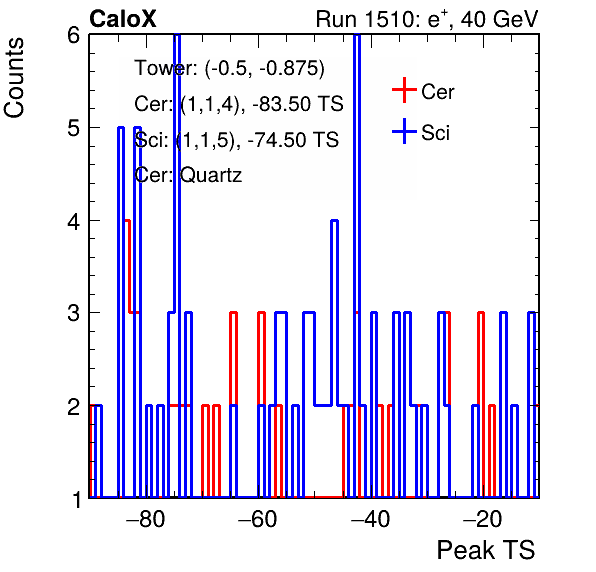 CaloX Run 1510: e⁺, 40 GeV
Counts
6
5
4
3
2
1
Tower: (-0.5, -0.875)
Cer: (1,1,4), -83.50 TS
Sci: (1,1,5), -74.50 TS
Cer: Quartz
Cer
Sci
−80 −60 −40 −20
Peak TS